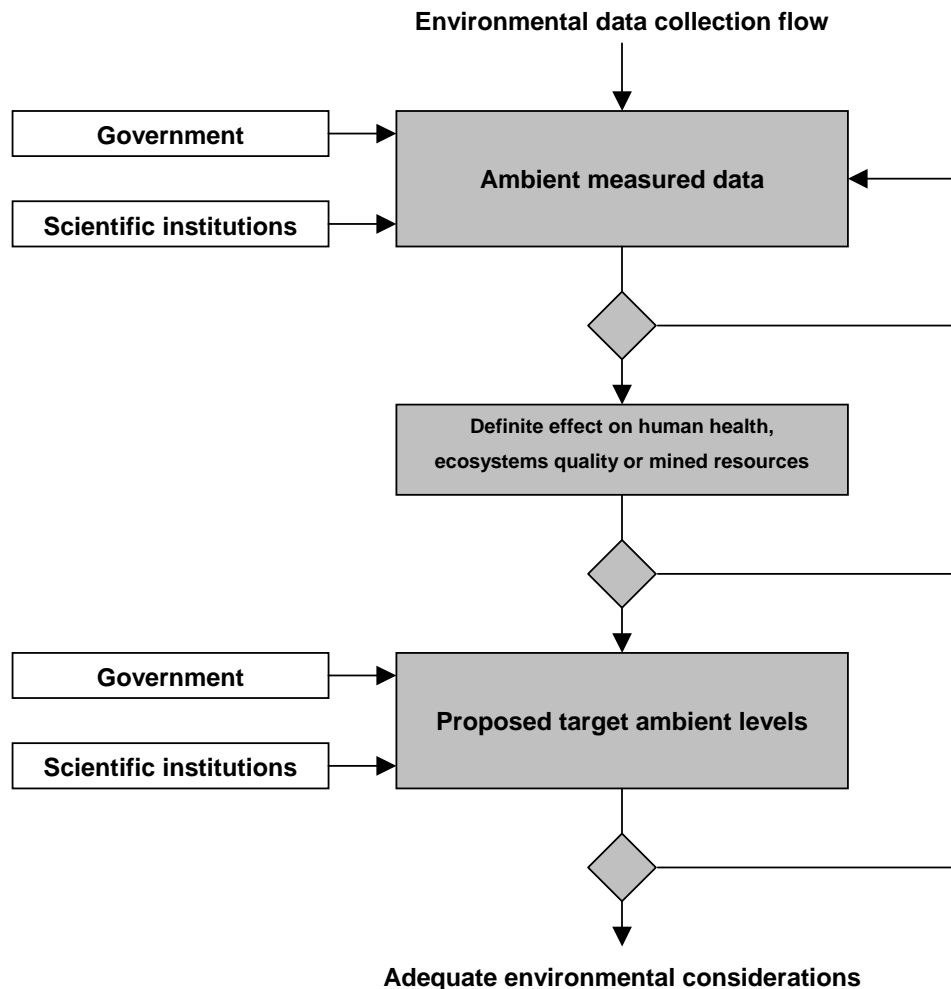 Environmental data collection flow
Government
Ambient measured data
Scientific institutions
Definite effect on human health,
ecosystems quality or mined resources
Government
Proposed target ambient levels
Scientific institutions
Adequate environmental considerations